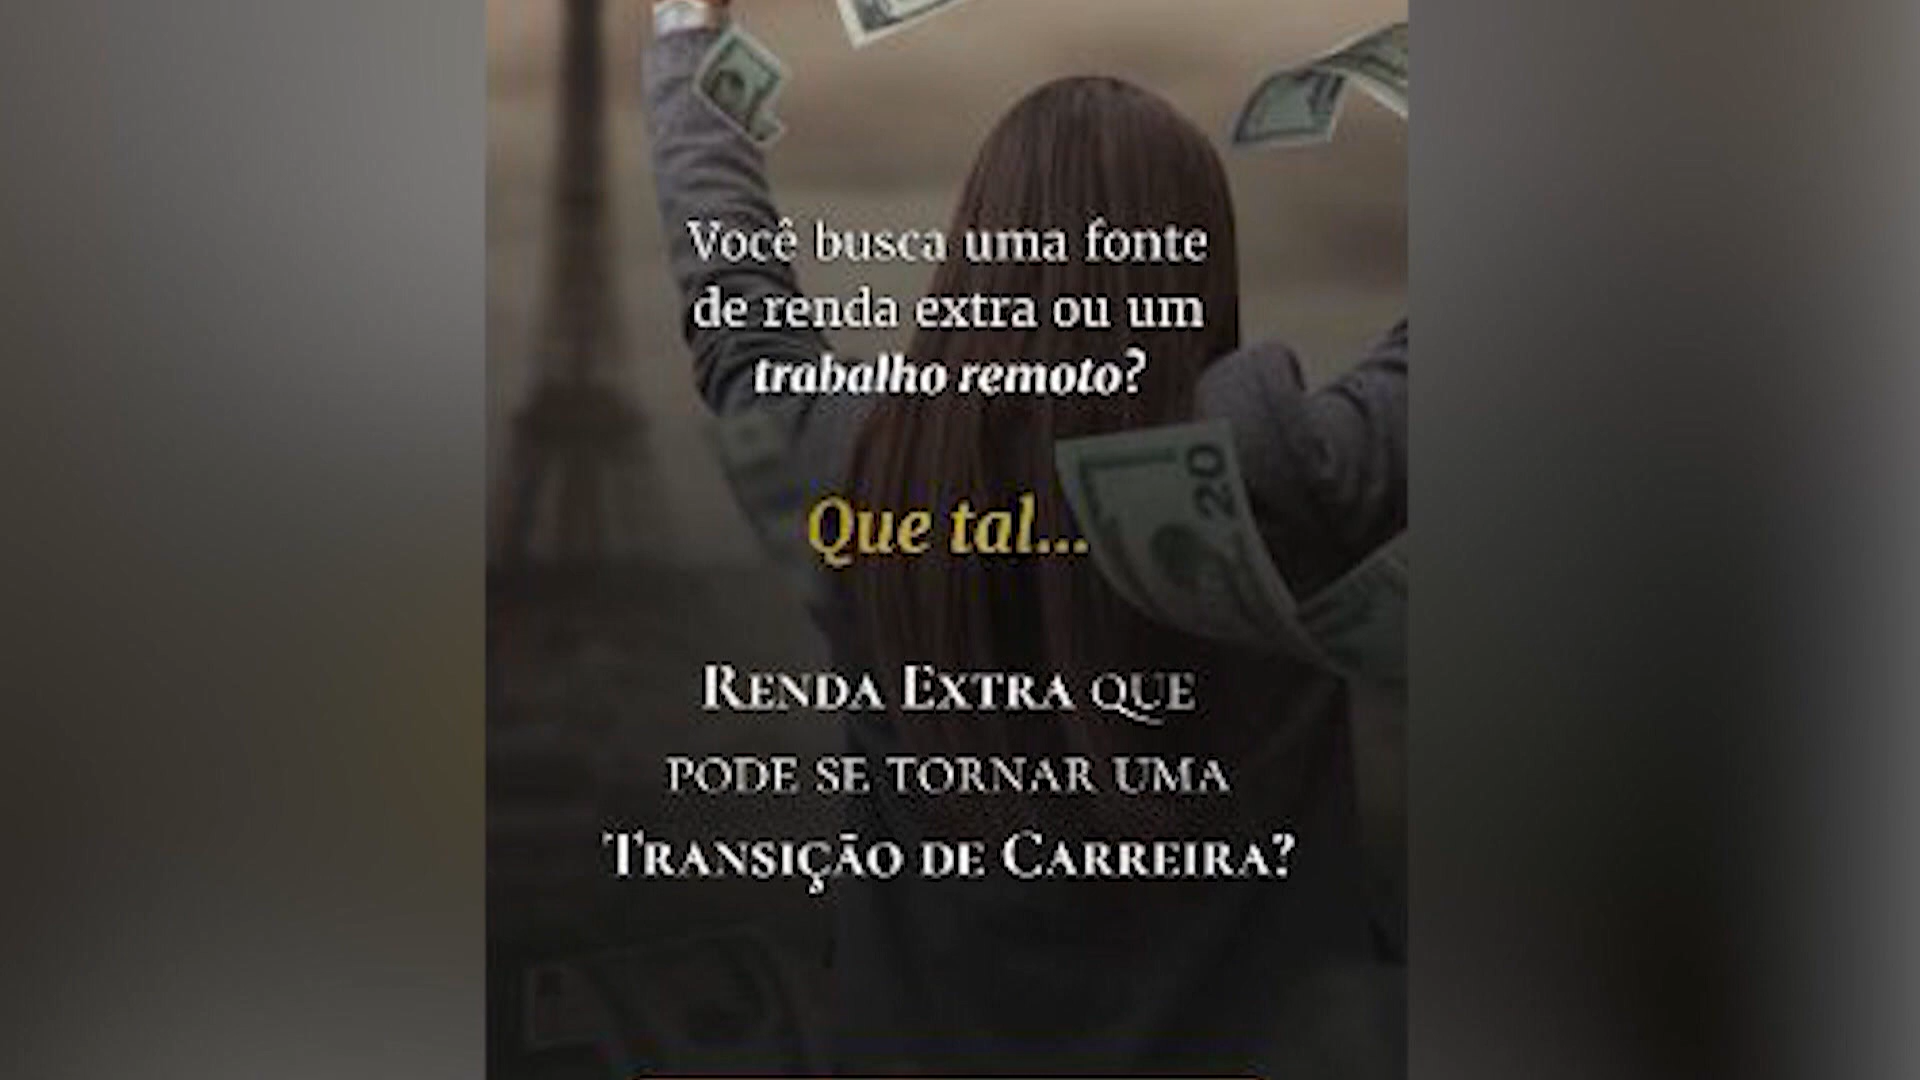 Você busca uma fonte
de renda extra ou um
trabalho remoto?
Que tal...
RENDA EXTRA QUE
PODE SE TORNAR UMA
TRANSIÇÃO DE CARREIRA?
20